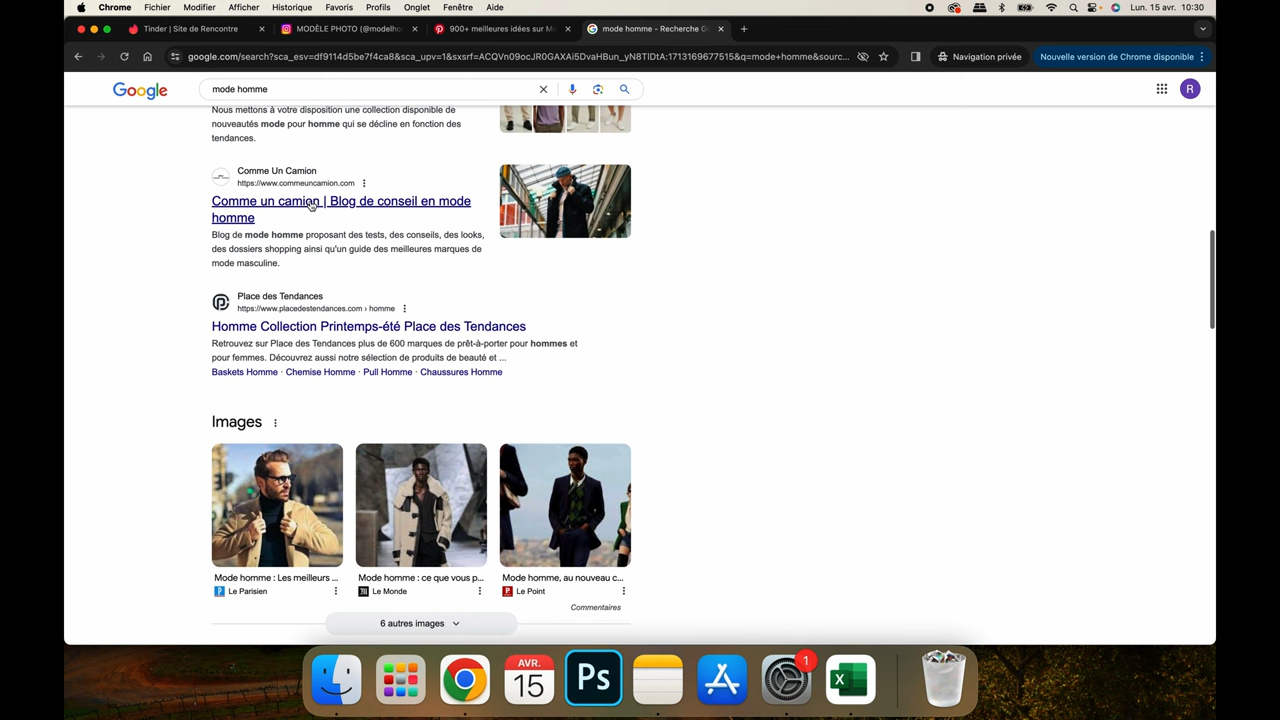 Chrome Fichier Modifier Afficher Historique Favoris Profils Onglet Fenêtre Aide Lun. 15 avr. 10:30
Tinder | Site de Rencontre MODÈLE PHOTO (@modelho 900+ meilleures idées sur M mode homme - Recherche G
google.com/search?sca_esv=df9114d5be7f4ca8&sca_upv=1&sxsrf=ACQVn09ocJR0GAXAi5DvaHBun_yN8TlDtA:1713169677515&q=mode+homme&sourc... Navigation privée Nouvelle version de Chrome disponible
Google mode homme R
Nous mettons à votre disposition une collection disponible de
nouveautés mode pour homme qui se décline en fonction des
tendances.
Comme Un Camion
https://www.commeuncamion.com
Comme un camion | Blog de conseil en mode
homme
Blog de mode homme proposant des tests, des conseils, des looks,
des dossiers shopping ainsi qu'un guide des meilleures marques de
mode masculine.
Place des Tendances
https://www.placedestendances.com › homme
Homme Collection Printemps-été Place des Tendances
Retrouvez sur Place des Tendances plus de 600 marques de prêt-à-porter pour hommes et
pour femmes. Découvrez aussi notre sélection de produits de beauté et ...
Baskets Homme · Chemise Homme · Pull Homme · Chaussures Homme
Images
Mode homme : Les meilleurs ... Mode homme : ce que vous p... Mode homme, au nouveau c...
Le Parisien Le Monde Le Point
Commentaires
6 autres images
AVR.
15
Ps
1
X